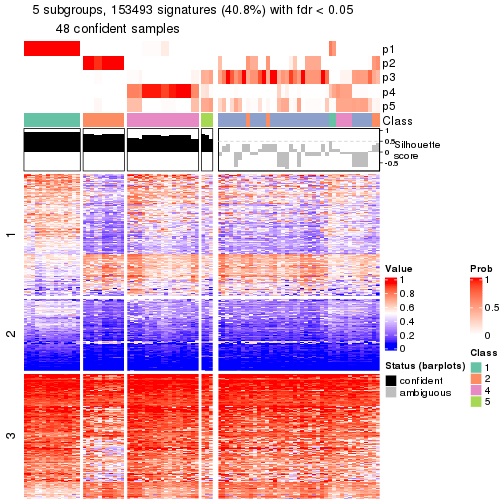 5 subgroups, 153493 signatures (40.8%) with fdr < 0.05
48 confident samples
p1
p2
p3
p4
p5
Class
1
0.5
0
-0.5
Silhouette
score
1
2
3
Value
1
0.8
0.6
0.4
0.2
0
Status (barplots)
confident
ambiguous
Prob
1
0.5
0
Class
1
2
4
5